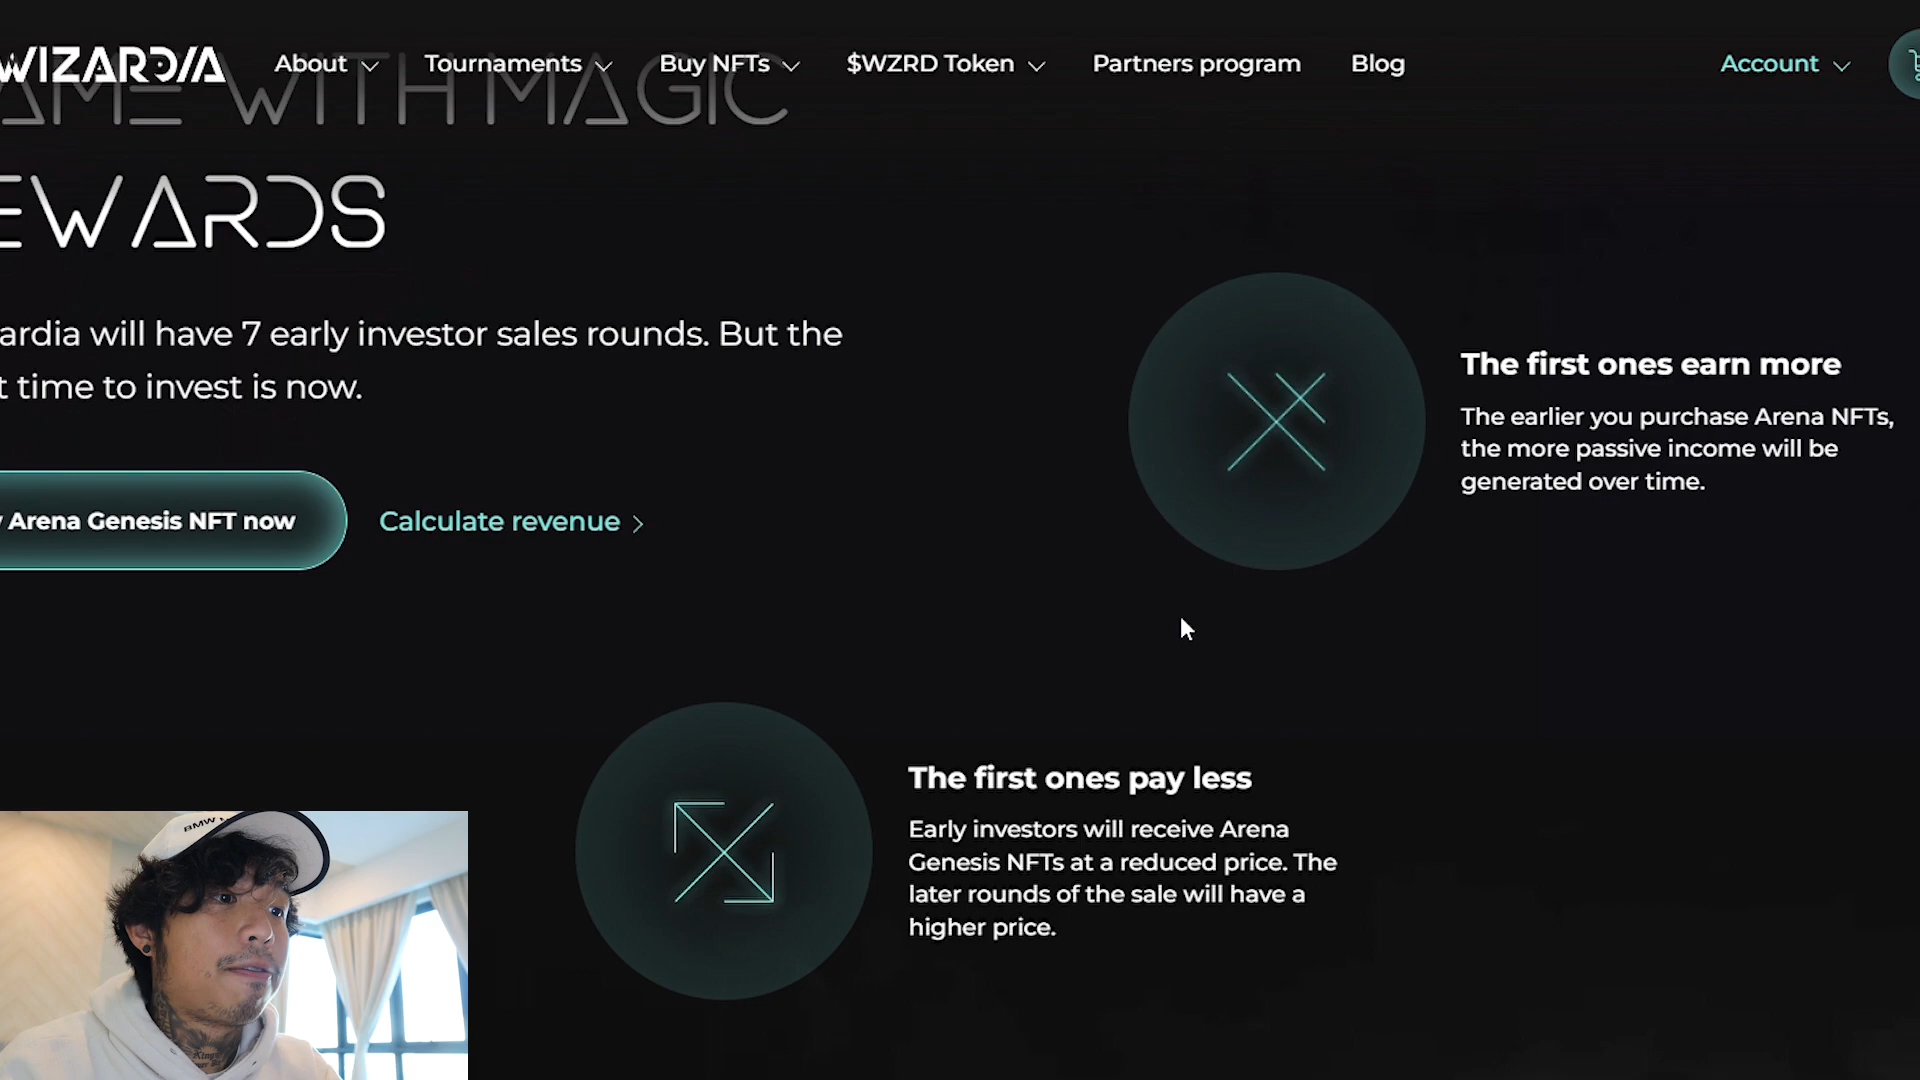 WIZARDIA About Tournaments Buy NFTs $WZRD Token Partners program Blog Account
AME WITH MAGIC
EWARDS
ardia will have 7 early investor sales rounds. But the
t time to invest is now.
Arena Genesis NFT now
Calculate revenue
The first ones earn more
The earlier you purchase Arena NFTs,
the more passive income will be
generated over time.
The first ones pay less
Early investors will receive Arena
Genesis NFTs at a reduced price. The
later rounds of the sale will have a
higher price.
BMW